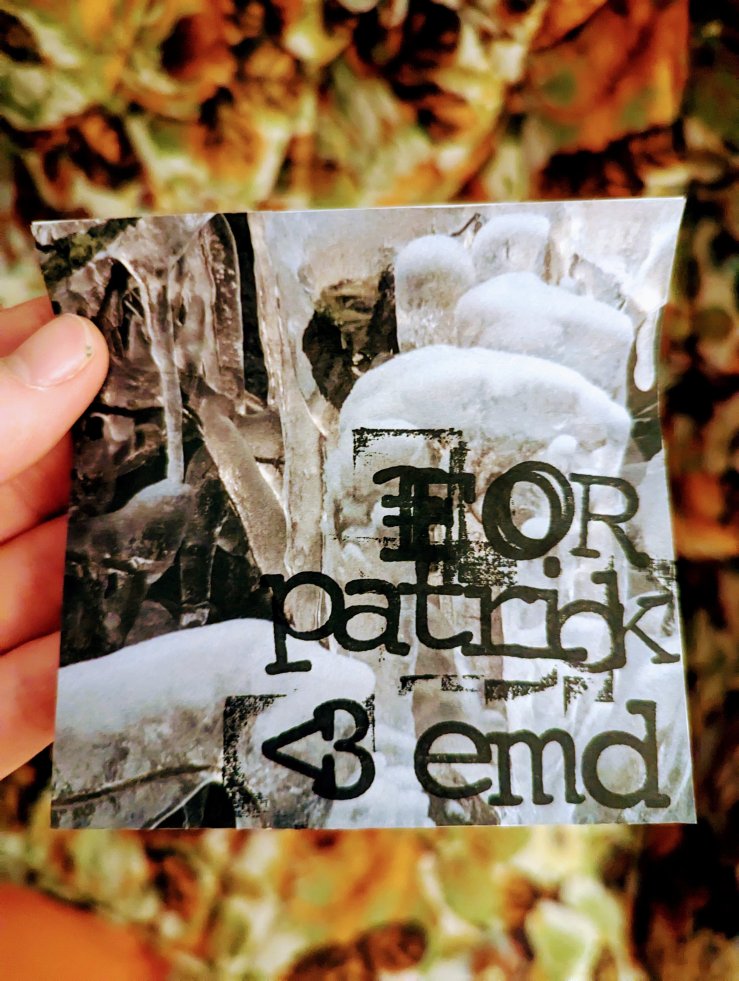 FOR
patrick
<3 emd